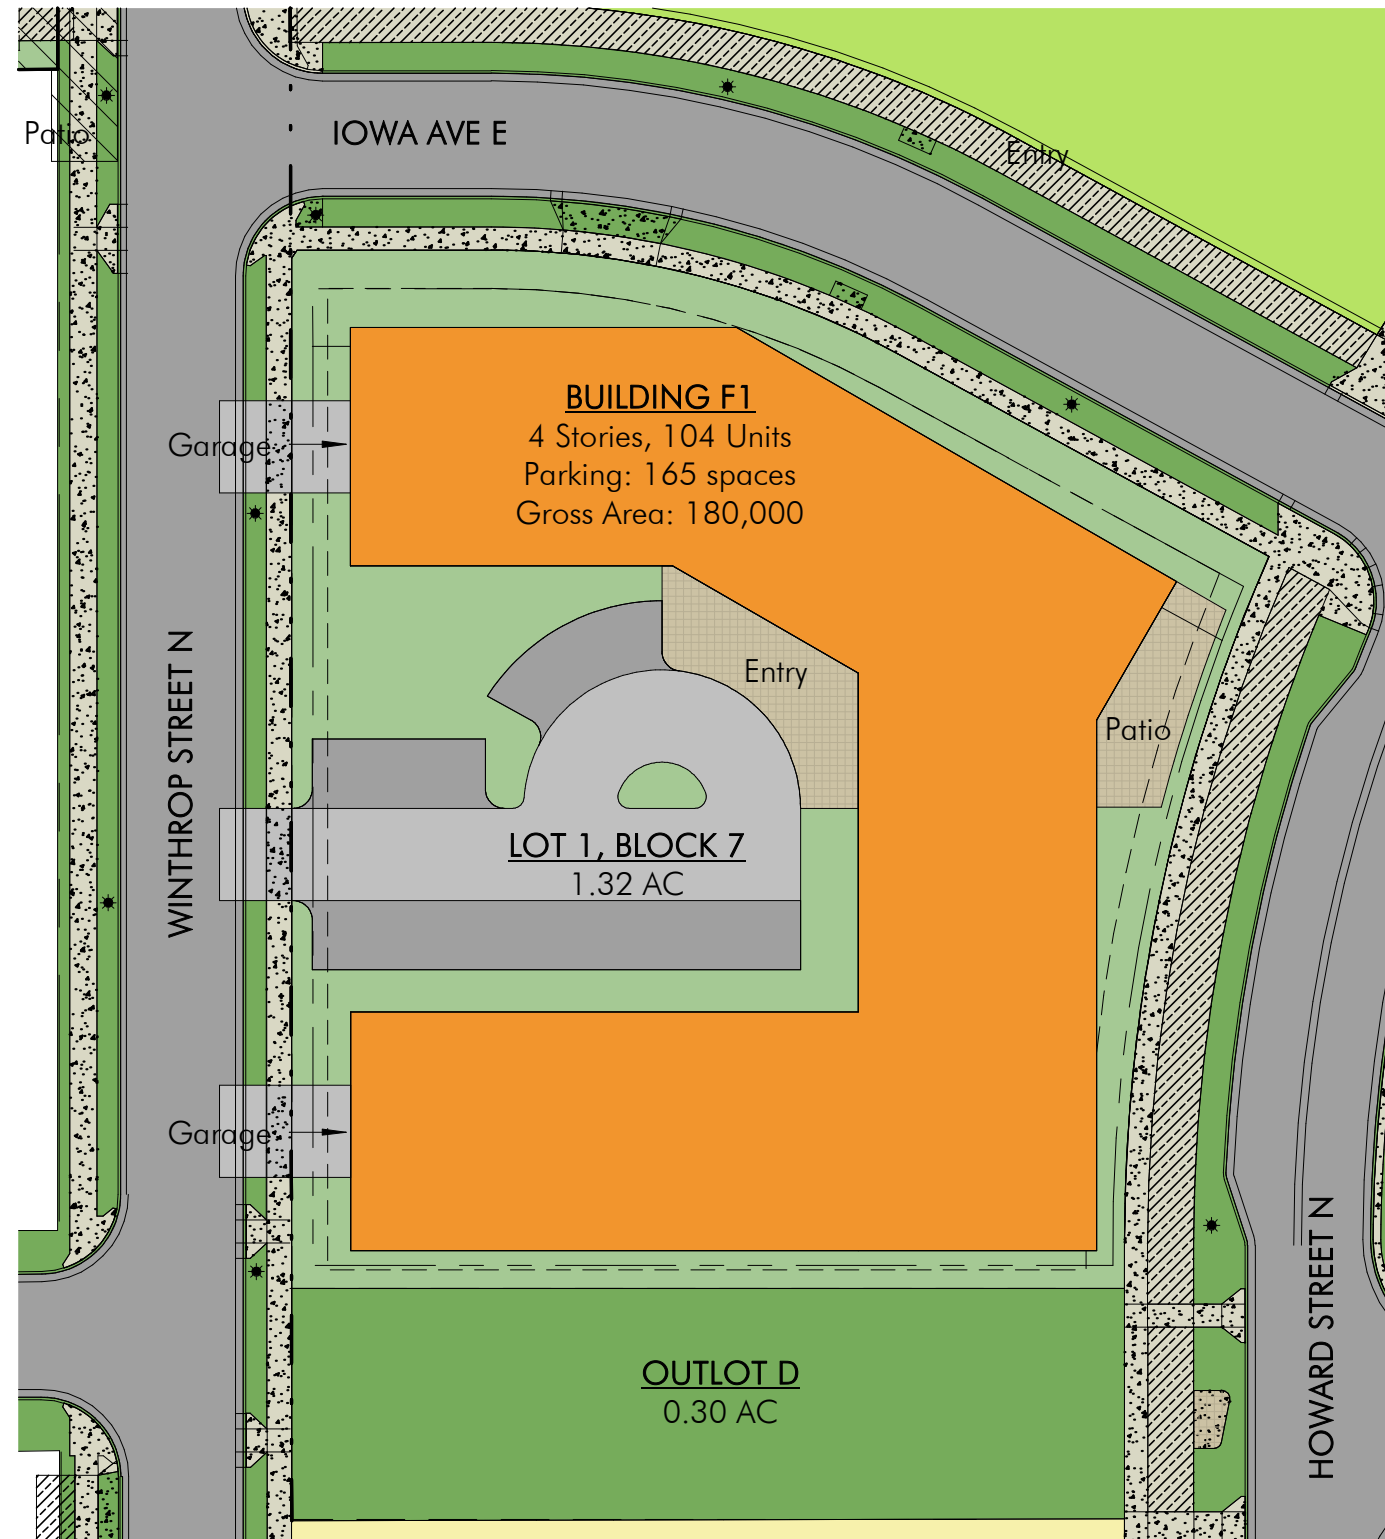 IOWA AVE E
Patio
Entry
BUILDING F1
4 Stories, 104 Units
Parking: 165 spaces
Gross Area: 180,000
Garage
Entry
Patio
WINTHROP STREET N
LOT 1, BLOCK 7
1.32 AC
Garage
HOWARD STREET N
OUTLOT D
0.30 AC